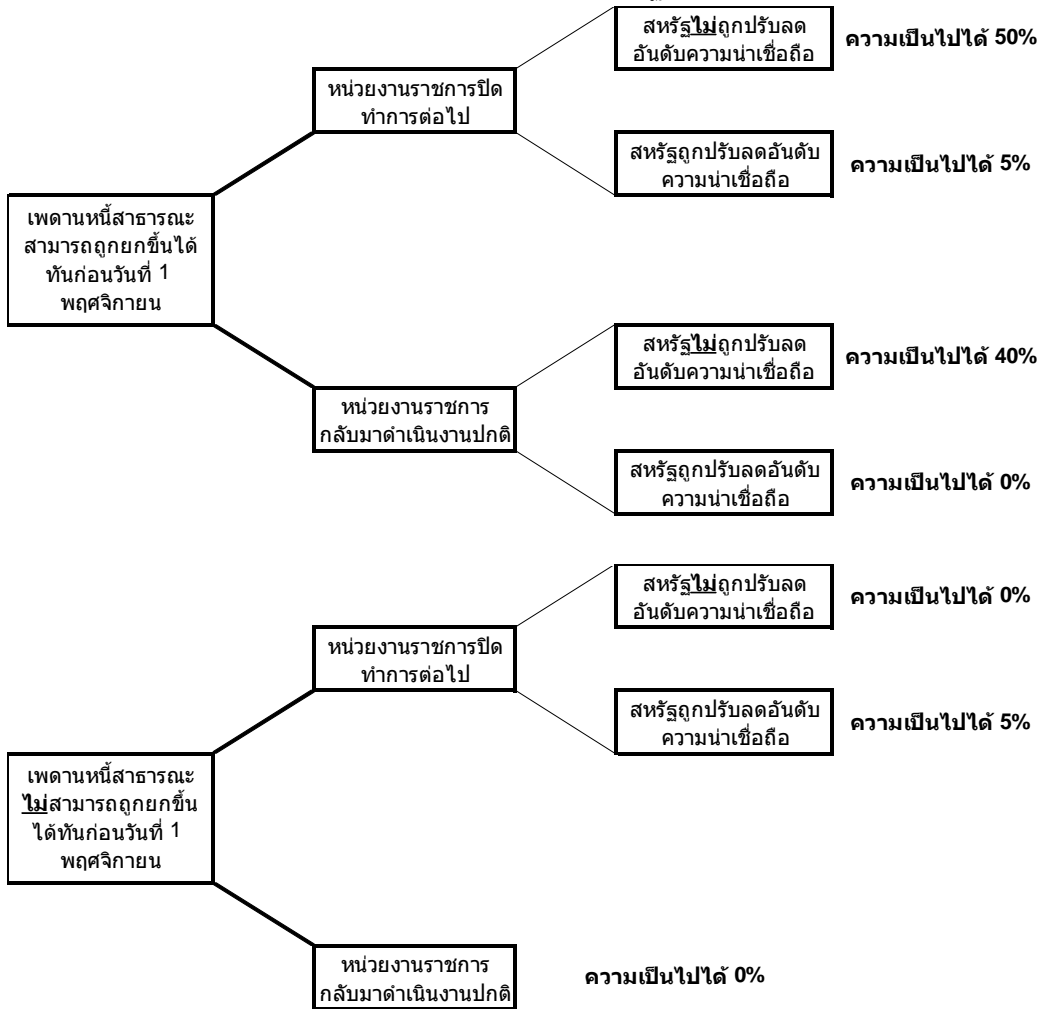 สหรัฐไม่ถูกปรับลด
อันดับความน่าเชื่อถือ
ความเป็นไปได้ 50%
หน่วยงานราชการปิด
ทำการต่อไป
สหรัฐถูกปรับลดอันดับ
ความน่าเชื่อถือ
ความเป็นไปได้ 5%
เพดานหนี้สาธารณะ
สามารถถูกยกขึ้นได้
ทันก่อนวันที่ 1
พฤศจิกายน
สหรัฐไม่ถูกปรับลด
อันดับความน่าเชื่อถือ
ความเป็นไปได้ 40%
หน่วยงานราชการ
กลับมาดำเนินงานปกติ
สหรัฐถูกปรับลดอันดับ
ความน่าเชื่อถือ
ความเป็นไปได้ 0%
สหรัฐไม่ถูกปรับลด
อันดับความน่าเชื่อถือ
ความเป็นไปได้ 0%
หน่วยงานราชการปิด
ทำการต่อไป
สหรัฐถูกปรับลดอันดับ
ความน่าเชื่อถือ
ความเป็นไปได้ 5%
เพดานหนี้สาธารณะ
ไม่สามารถถูกยกขึ้น
ได้ทันก่อนวันที่ 1
พฤศจิกายน
หน่วยงานราชการ
กลับมาดำเนินงานปกติ
ความเป็นไปได้ 0%